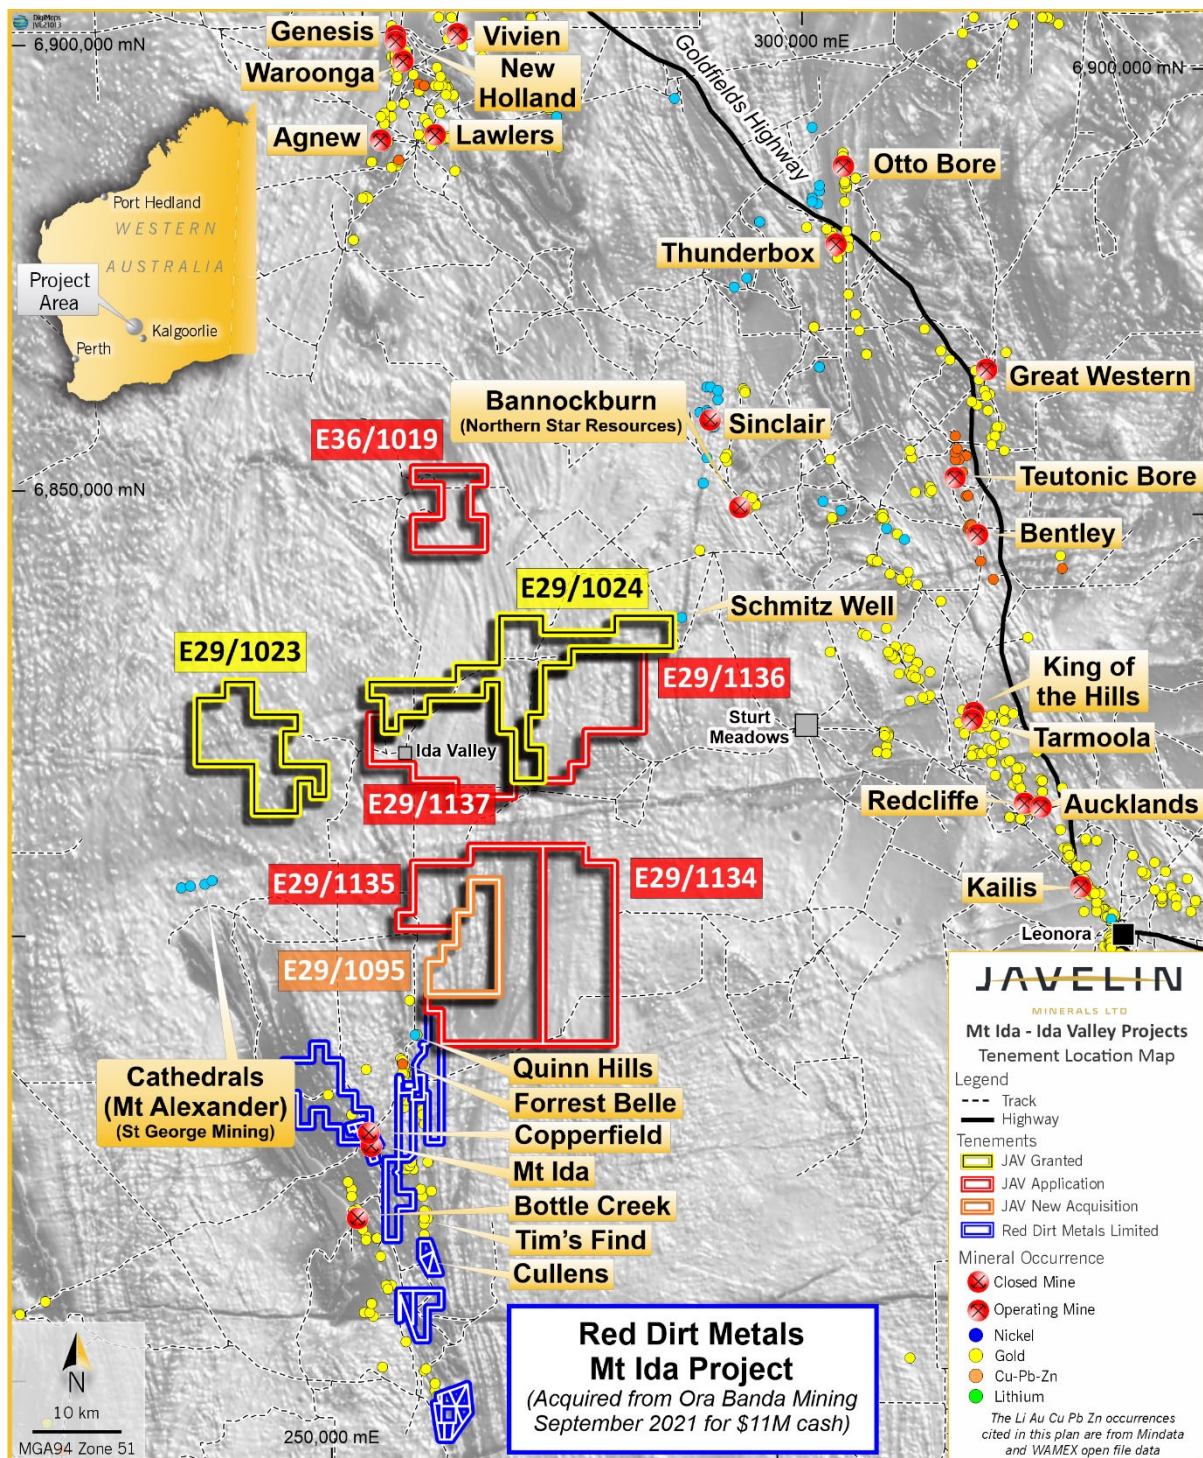 DigiMaps
JVL21013
6,900,000 mN
Genesis
Vivien
Waroonga
New
Holland
Agnew
Lawlers
Goldfields Highway
300,000 mE
6,900,000 mN
Otto Bore
Thunderbox
Port Hedland
WESTERN
AUSTRALIA
Project
Area
Kalgoorlie
Perth
Great Western
Bannockburn
(Northern Star Resources)
Sinclair
E36/1019
6,850,000 mN
Teutonic Bore
Bentley
E29/1024
Schmitz Well
E29/1023
E29/1136
King of
the Hills
Sturt
Meadows
Tarmoola
Ida Valley
E29/1137
Redcliffe
Aucklands
E29/1135
E29/1134
Kailis
Leonora
E29/1095
Cathedrals
(Mt Alexander)
(St George Mining)
Quinn Hills
Forrest Belle
Copperfield
Mt Ida
Bottle Creek
Tim's Find
Cullens
Red Dirt Metals
Mt Ida Project
(Acquired from Ora Banda Mining
September 2021 for $11M cash)
N
10 km
MGA94 Zone 51
250,000 mE
JAVELIN
MINERALS LTD
Mt Ida - Ida Valley Projects
Tenement Location Map
Legend
Track
Highway
Tenements
JAV Granted
JAV Application
JAV New Acquisition
Red Dirt Metals Limited
Mineral Occurrence
Closed Mine
Operating Mine
Nickel
Gold
Cu-Pb-Zn
Lithium
The Li Au Cu Pb Zn occurrences
cited in this plan are from Mindata
and WAMEX open file data